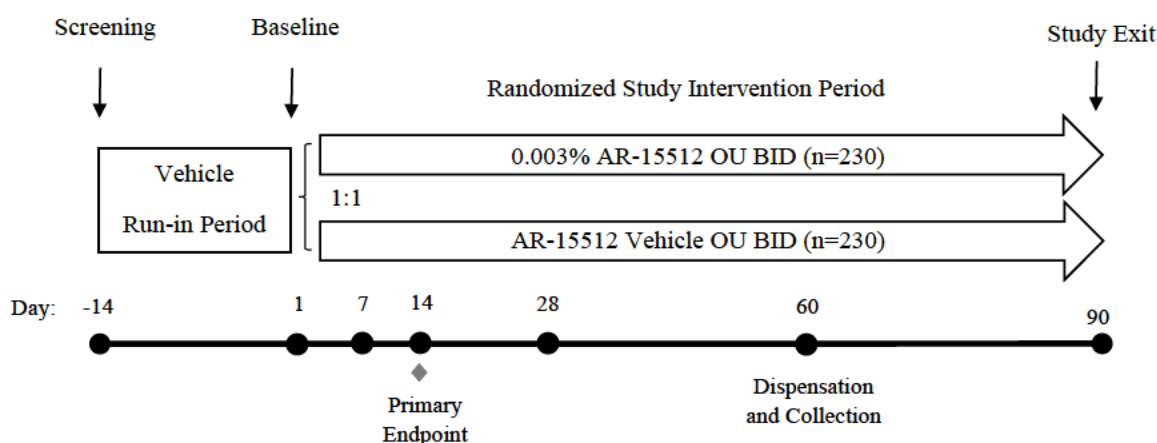 Screening
Baseline
Study Exit
Randomized Study Intervention Period
Vehicle
Run-in Period
1:1
0.003% AR-15512 OU BID (n=230)
AR-15512 Vehicle OU BID (n=230)
Day:
-14
1
7
14
28
60
90
Primary
Endpoint
Dispensation
and Collection